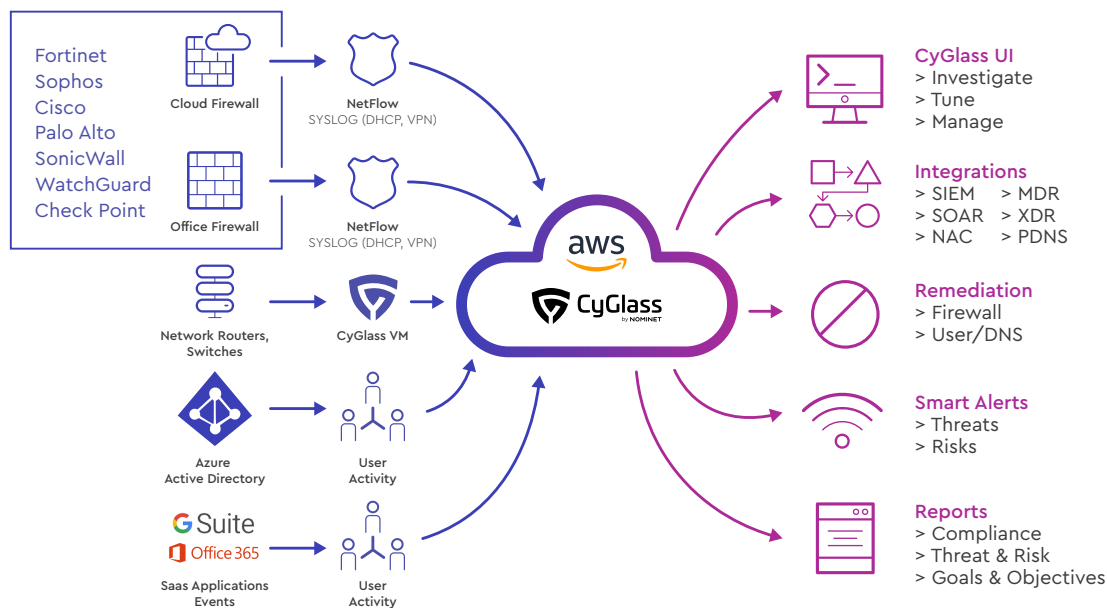 Fortinet
Sophos
Cisco
Palo Alto
SonicWall
WatchGuard
Check Point
Cloud Firewall
NetFlow
SYSLOG (DHCP, VPN)
Office Firewall
NetFlow
SYSLOG (DHCP, VPN)
Network Routers,
Switches
CyGlass VM
Azure
Active Directory
User
Activity
G Suite
Office 365
Saas Applications
Events
User
Activity
aws
CyGlass
by NOMINET
>_
CyGlass UI
> Investigate
> Tune
> Manage
Integrations
> SIEM > MDR
> SOAR > XDR
> NAC > PDNS
Remediation
> Firewall
> User/DNS
Smart Alerts
> Threats
> Risks
Reports
> Compliance
> Threat & Risk
> Goals & Objectives